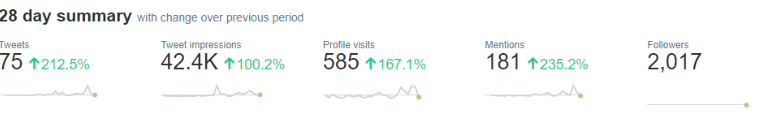 28 day summary with change over previous period
Tweets
75 ↑212.5%
Tweet impressions
42.4K ↑100.2%
Profile visits
585 ↑167.1%
Mentions
181 ↑235.2%
Followers
2,017